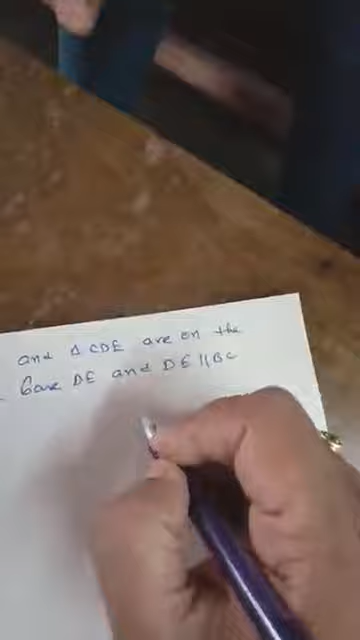 and Δ CDE are on the
base DE and DE || BC